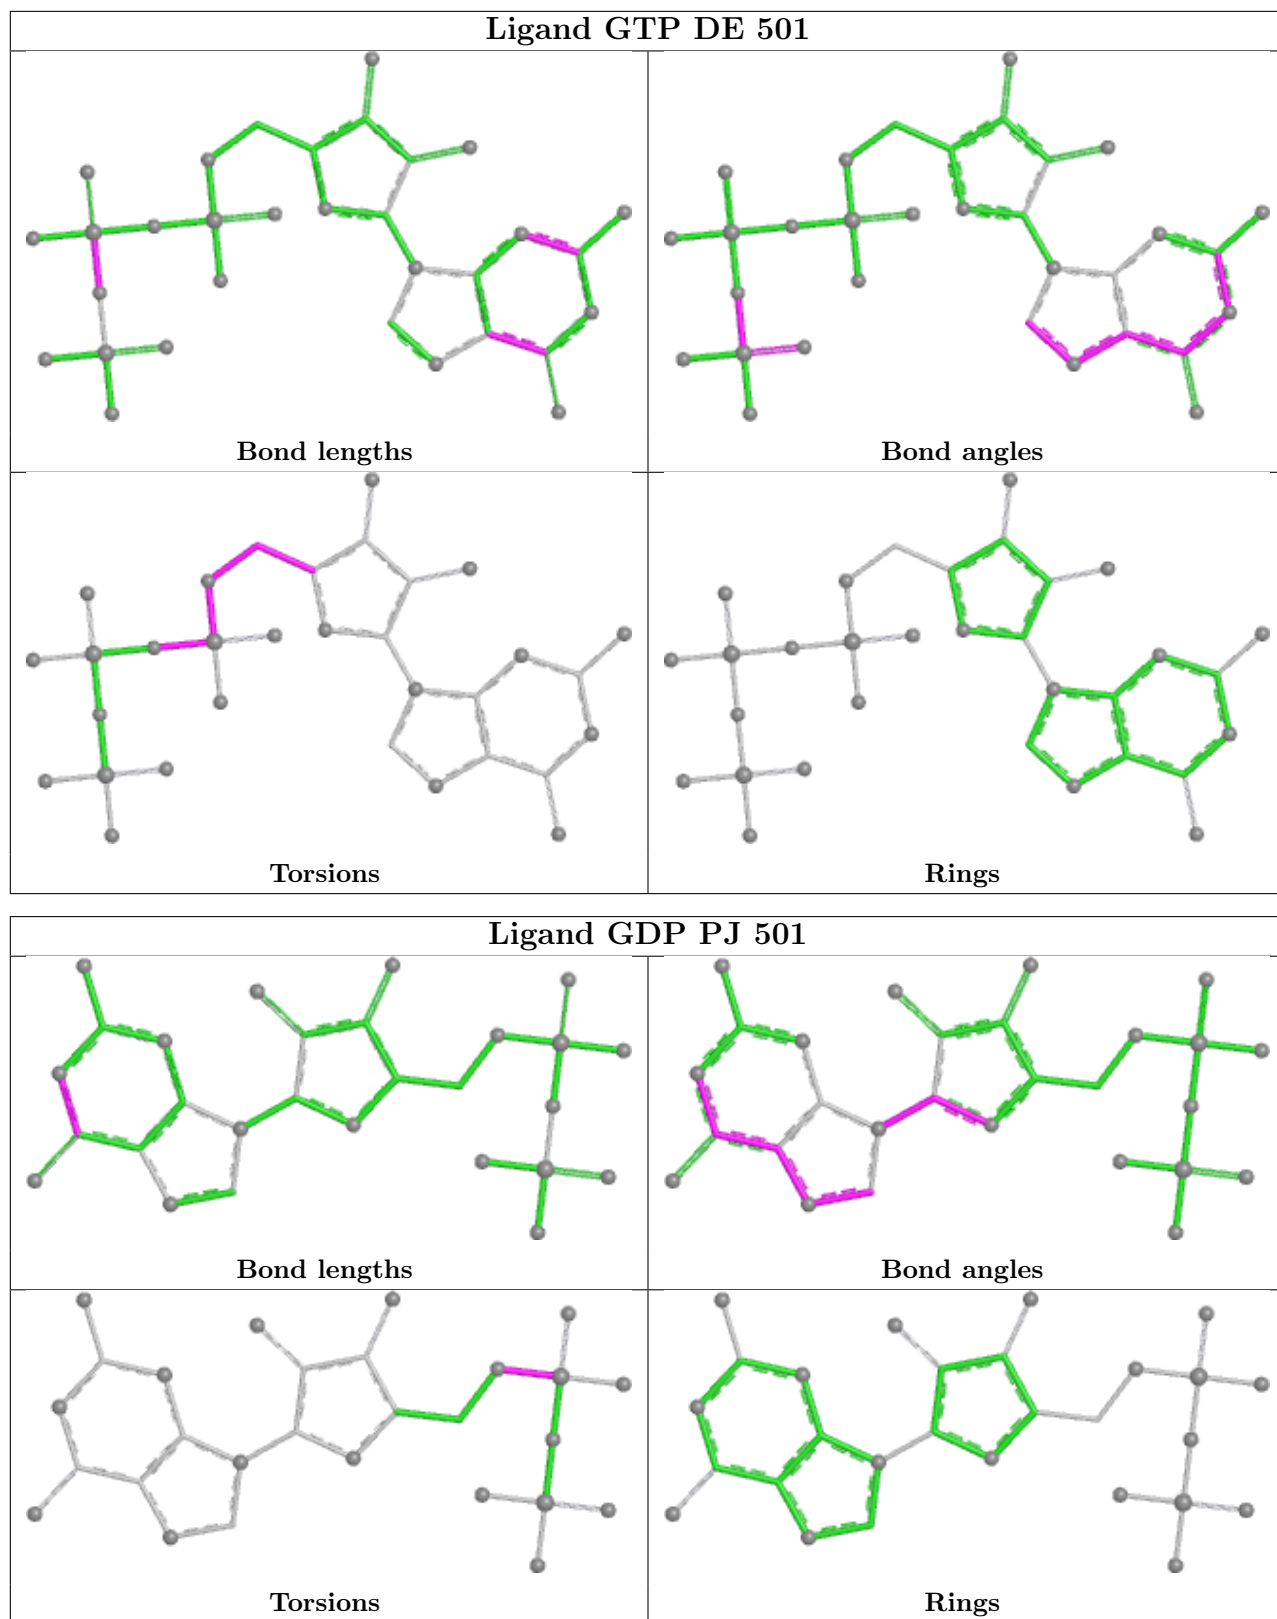 Ligand GTP DE 501
Bond lengths
Bond angles
Torsions
Rings
Ligand GDP PJ 501
Bond lengths
Bond angles
Torsions
Rings